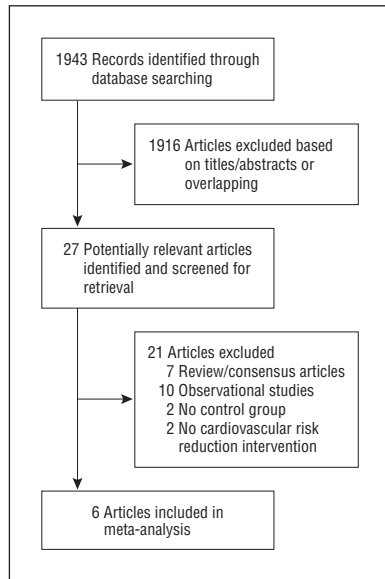 1943 Records identified through
database searching
1916 Articles excluded based
on titles/abstracts or
overlapping
27 Potentially relevant articles
identified and screened for
retrieval
21 Articles excluded
7 Review/consensus articles
10 Observational studies
2 No control group
2 No cardiovascular risk
reduction intervention
6 Articles included in
meta-analysis